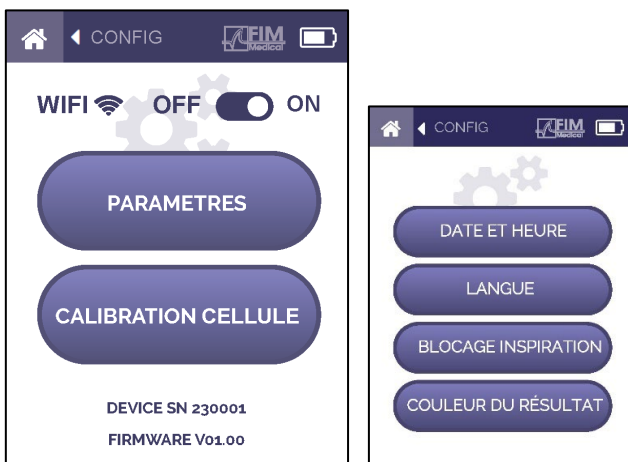 CONFIG
FIM
Medical
WIFI OFF ON
PARAMETRES
CALIBRATION CELLULE
DEVICE SN 230001
FIRMWARE V01.00
CONFIG
FIM
Medical
DATE ET HEURE
LANGUE
BLOCAGE INSPIRATION
COULEUR DU RÉSULTAT